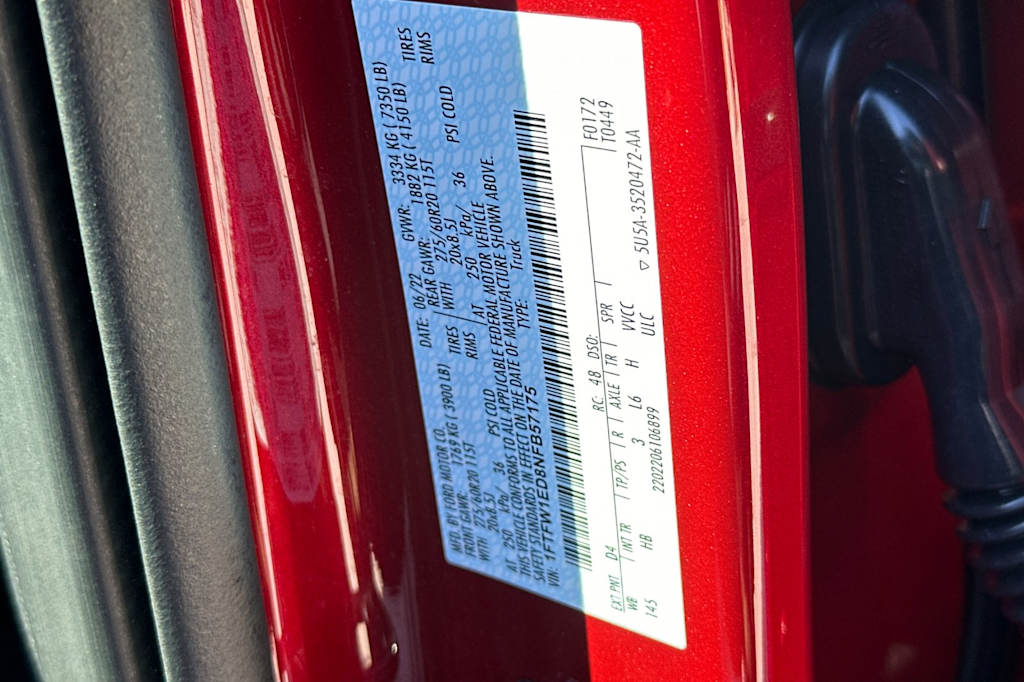 MFD. BY FORD MOTOR CO. DATE: 06/22 GVWR: 3334 KG ( 7350 LB)
FRONT GAWR: 1769 KG ( 3900 LB) REAR GAWR: 1882 KG ( 4150 LB)
WITH 275/60R20 115T TIRES WITH 275/60R20 115T TIRES
20x8.5J RIMS 20x8.5J RIMS
AT 250 kPa/ 36 PSI COLD AT 250 kPa/ 36 PSI COLD
THIS VEHICLE CONFORMS TO ALL APPLICABLE FEDERAL MOTOR VEHICLE
SAFETY STANDARDS IN EFFECT ON THE DATE OF MANUFACTURE SHOWN ABOVE.
VIN: 1FTFW1ED8NFB57175 TYPE: Truck
F0172
T0449
EXT PNT D4 RC: 48 DSO:
WB INT TR TP/PS R AXLE TR SPR
145 HB 3 L6 H VVCC
ULC
2202206106899
▽ 5U5A-3520472-AA